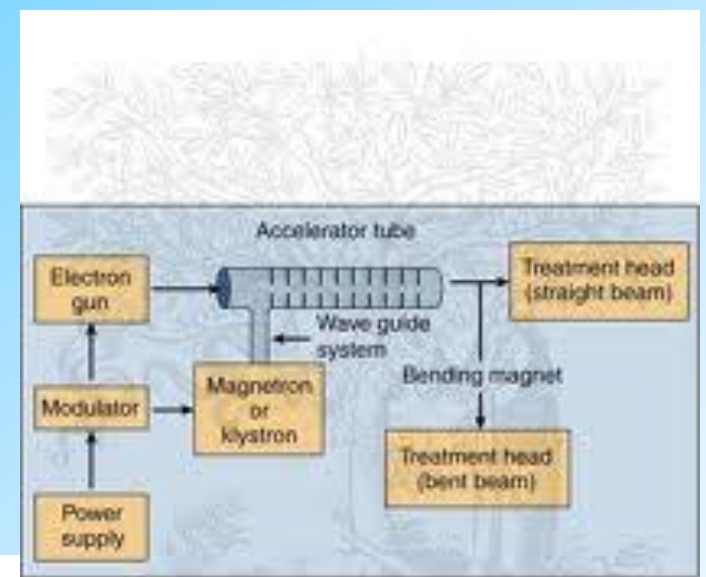 Accelerator tube
Electron
gun
Treatment head
(straight beam)
Wave guide
system
Modulator
Magnetron
or
klystron
Bending magnet
Treatment head
(bent beam)
Power
supply